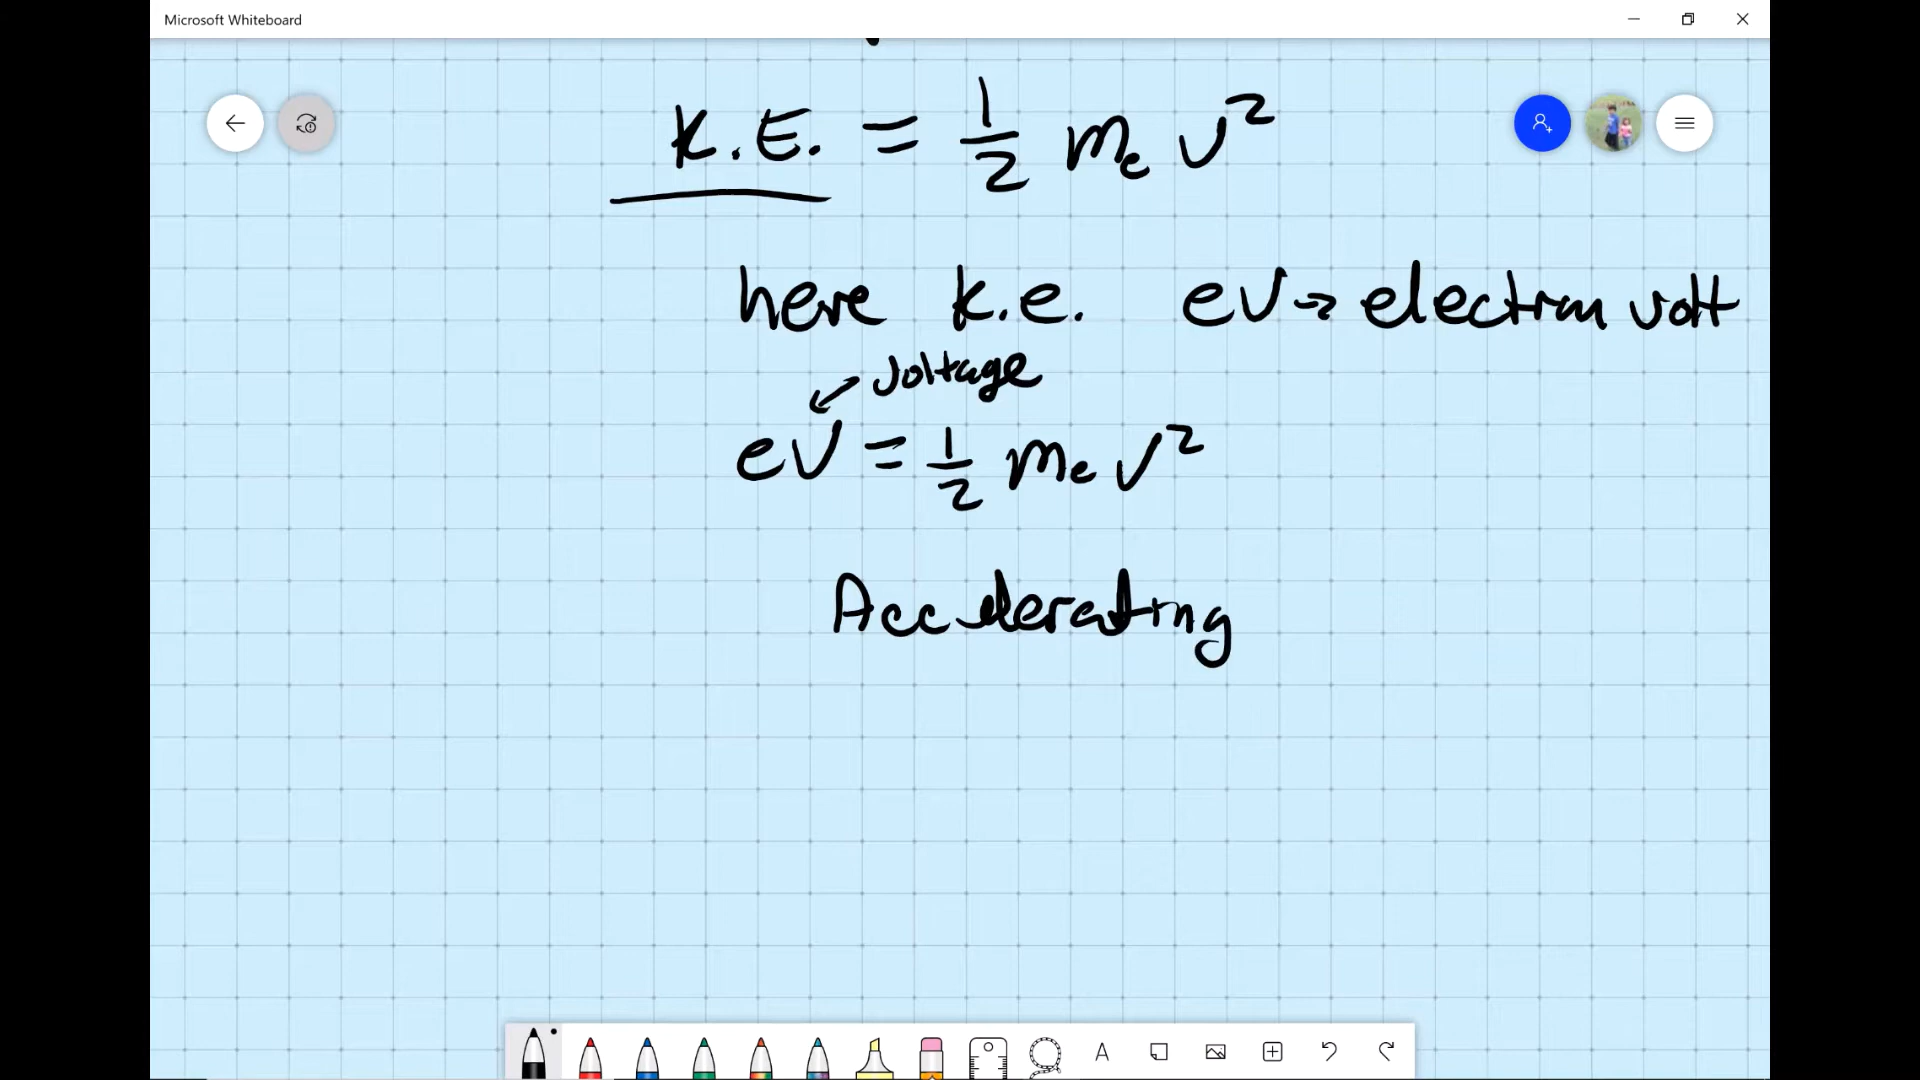 Microsoft Whiteboard
K.E. = 1/2 mₑ v²
here k.e. eV → electron volt
voltage
eV = 1/2 mₑ v²
Accelerating
A